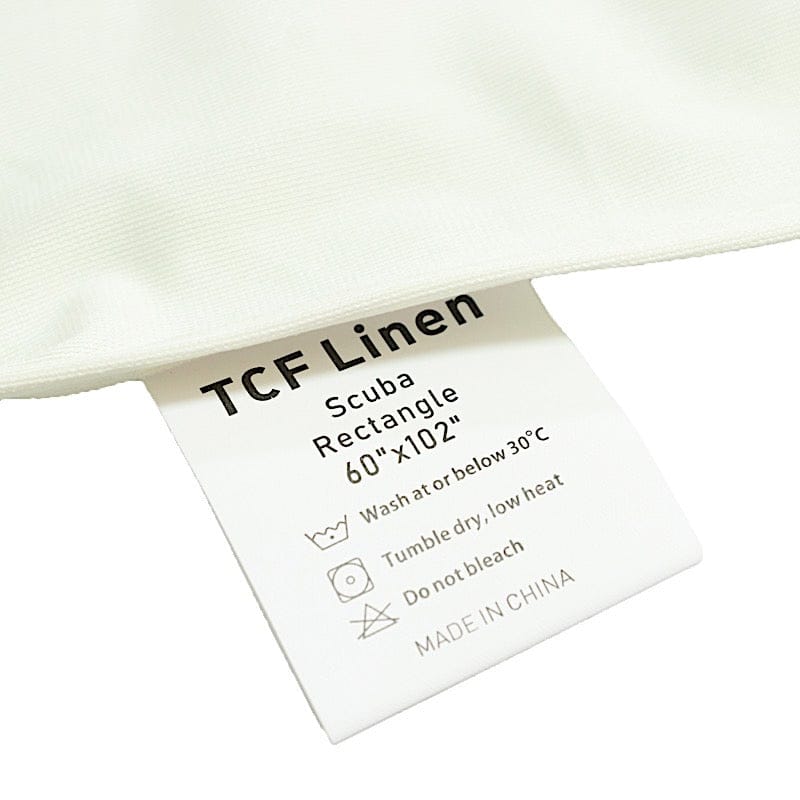 TCF Linen
Scuba
Rectangle
60"x102"
Wash at or below 30°C
Tumble dry, low heat
Do not bleach
MADE IN CHINA